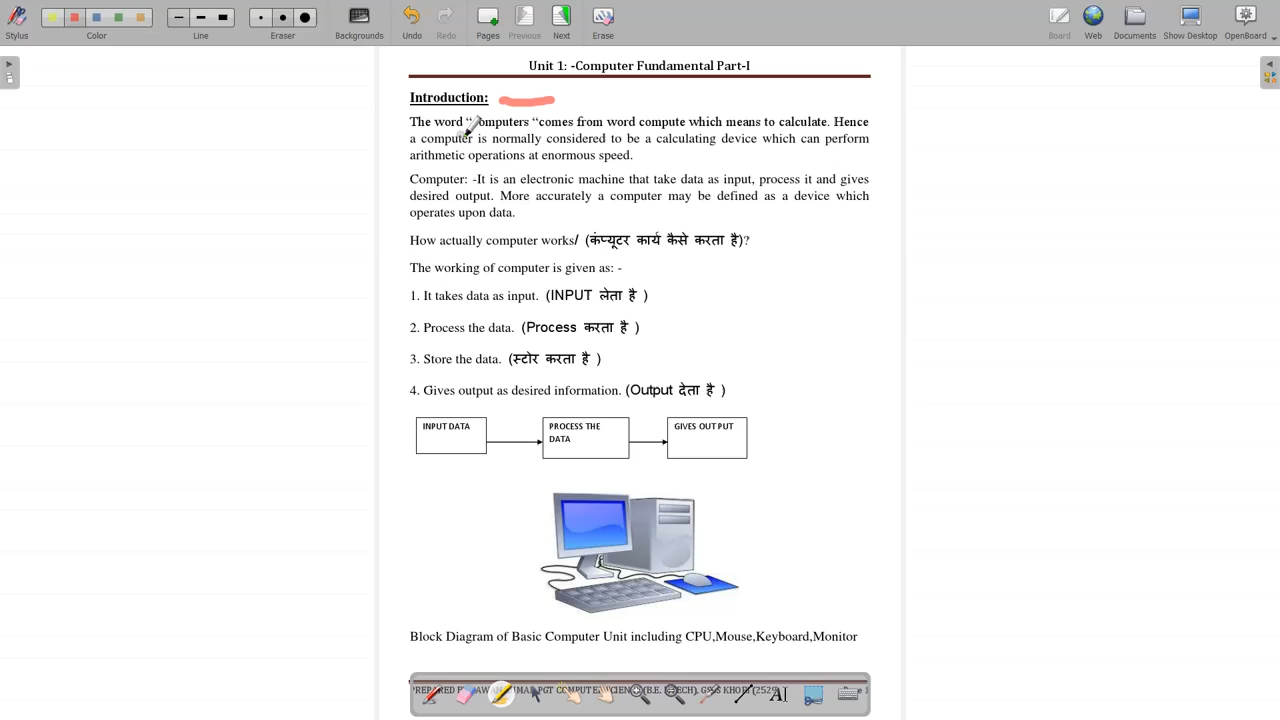 Stylus Color Line Eraser Backgrounds Undo Redo Pages Previous Next Erase Board Web Documents Show Desktop OpenBoard
Unit 1: -Computer Fundamental Part-I
Introduction:
The word “computers “comes from word compute which means to calculate. Hence
a computer is normally considered to be a calculating device which can perform
arithmetic operations at enormous speed.
Computer: -It is an electronic machine that take data as input, process it and gives
desired output. More accurately a computer may be defined as a device which
operates upon data.
How actually computer works/ (कंप्यूटर कार्य कैसे करता है)?
The working of computer is given as: -
1. It takes data as input. (INPUT लेता है )
2. Process the data. (Process करता है )
3. Store the data. (स्टोर करता है )
4. Gives output as desired information. (Output देता है )
INPUT DATA
PROCESS THE
DATA
GIVES OUT PUT
Block Diagram of Basic Computer Unit including CPU,Mouse,Keyboard,Monitor